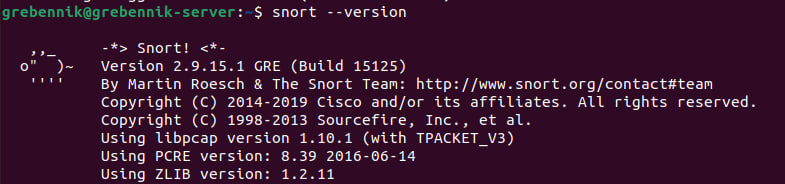 grebennik@grebennik-server:~$ snort --version
,,_ -*> Snort! <*-
o" )~ Version 2.9.15.1 GRE (Build 15125)
'''' By Martin Roesch & The Snort Team: http://www.snort.org/contact#team
Copyright (C) 2014-2019 Cisco and/or its affiliates. All rights reserved.
Copyright (C) 1998-2013 Sourcefire, Inc., et al.
Using libpcap version 1.10.1 (with TPACKET_V3)
Using PCRE version: 8.39 2016-06-14
Using ZLIB version: 1.2.11